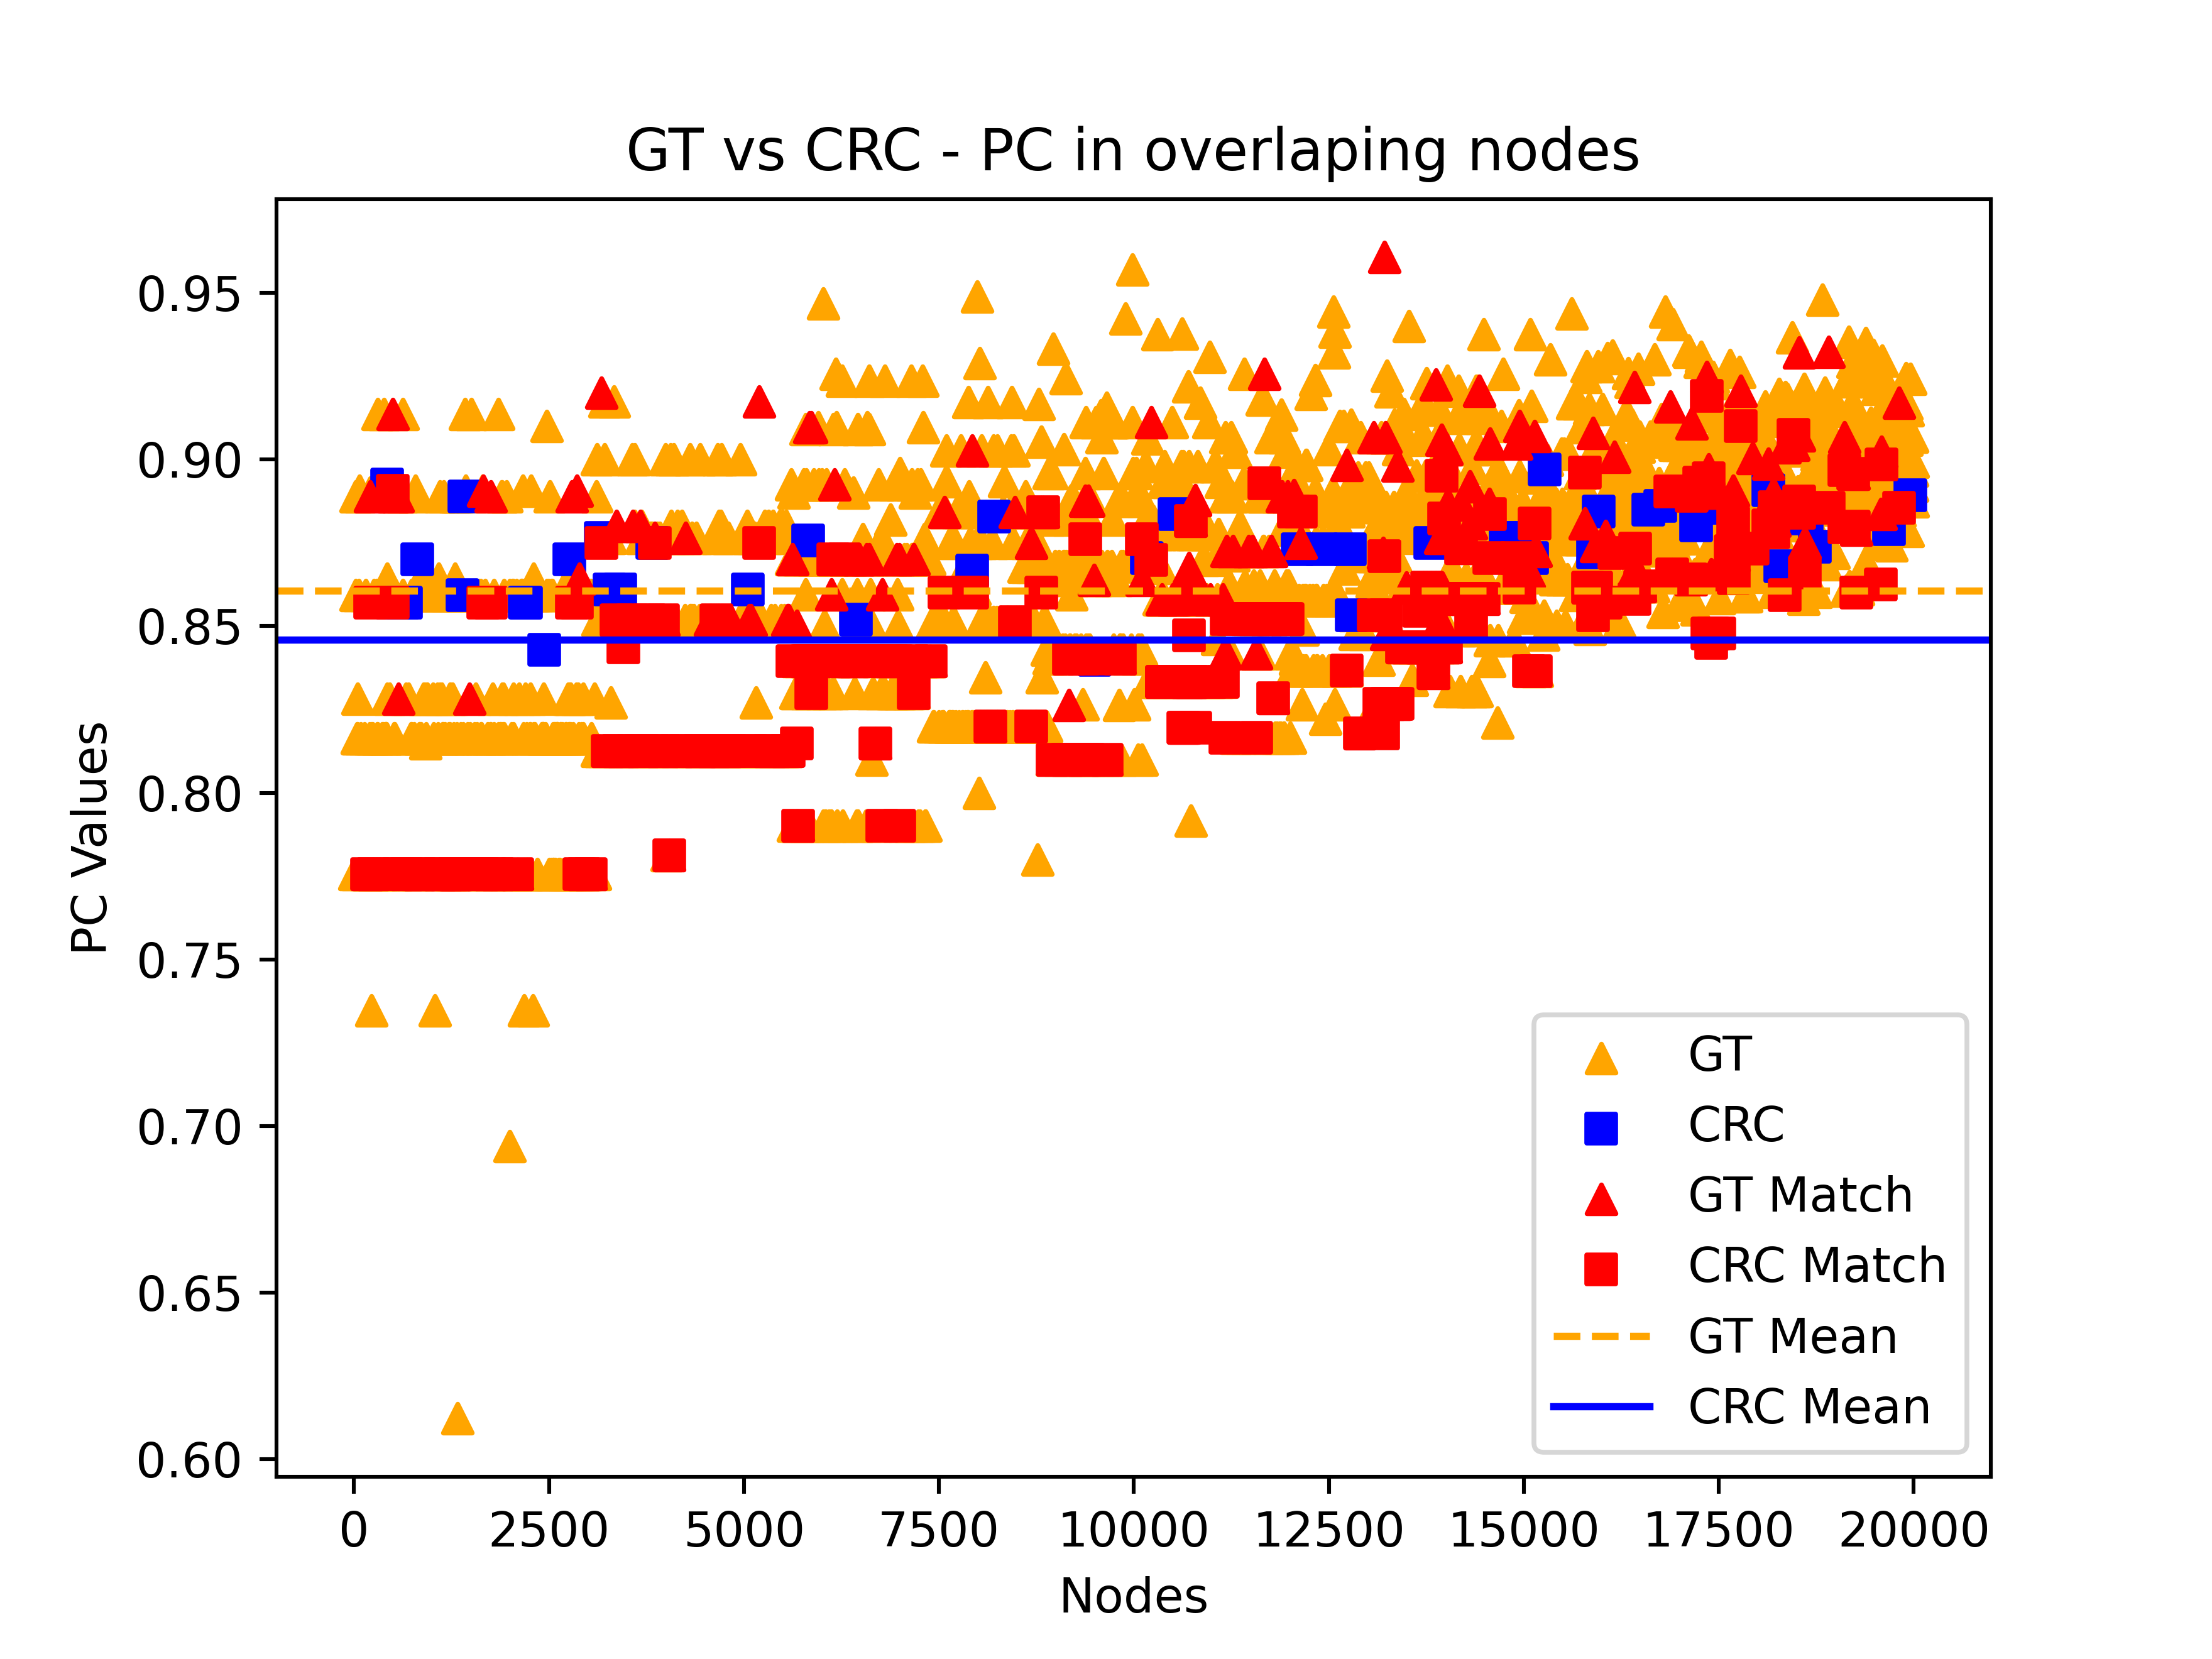 GT vs CRC - PC in overlaping nodes
0.95
0.90
0.85
0.80
0.75
0.70
0.65
0.60
PC Values
GT
CRC
GT Match
CRC Match
GT Mean
CRC Mean
0 2500 5000 7500 10000 12500 15000 17500 20000
Nodes